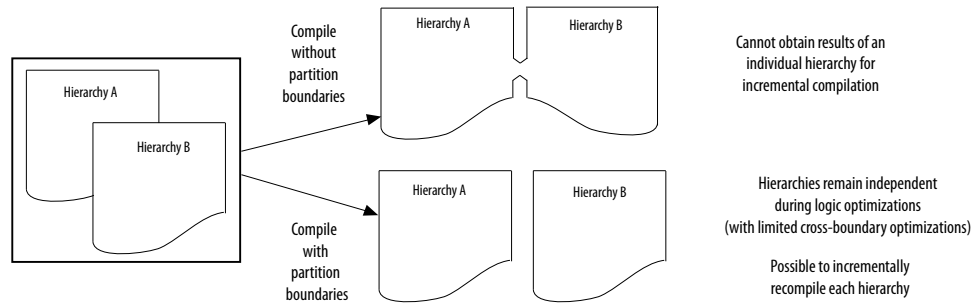 Hierarchy A
Hierarchy B
Compile
without
partition
boundaries
Hierarchy A
Hierarchy B
Cannot obtain results of an
individual hierarchy for
incremental compilation
Compile
with
partition
boundaries
Hierarchy A
Hierarchy B
Hierarchies remain independent
during logic optimizations
(with limited cross-boundary optimizations)
Possible to incrementally
recompile each hierarchy